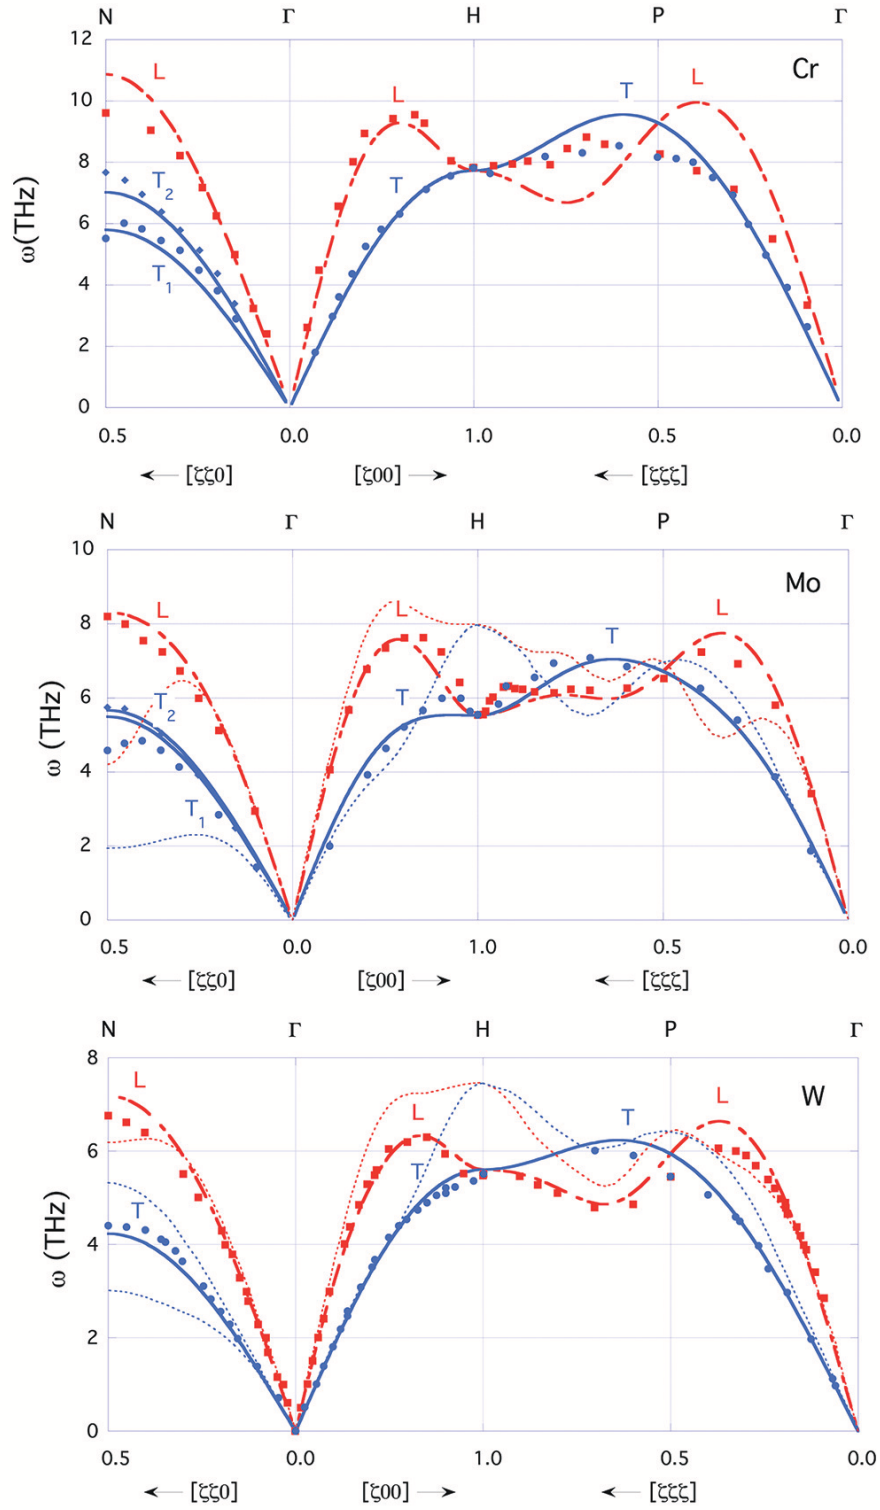 N Γ H P Γ
12 Cr
L L T L
10
8
T₂ T
6
ω(THz)
T₁
4
2
0
0.5 0.0 1.0 0.5 0.0
← [ζζ0] [ζ00] → ← [ζζζ]
N Γ H P Γ
10 Mo
L L T L
8
T₂ T
6
ω (THz)
4
T₁
2
0
0.5 0.0 1.0 0.5 0.0
← [ζζ0] [ζ00] → ← [ζζζ]
N Γ H P Γ
8
L L T L W
6
T T
ω (THz)
4
2
0
0.5 0.0 1.0 0.5 0.0
← [ζζ0] [ζ00] → ← [ζζζ]